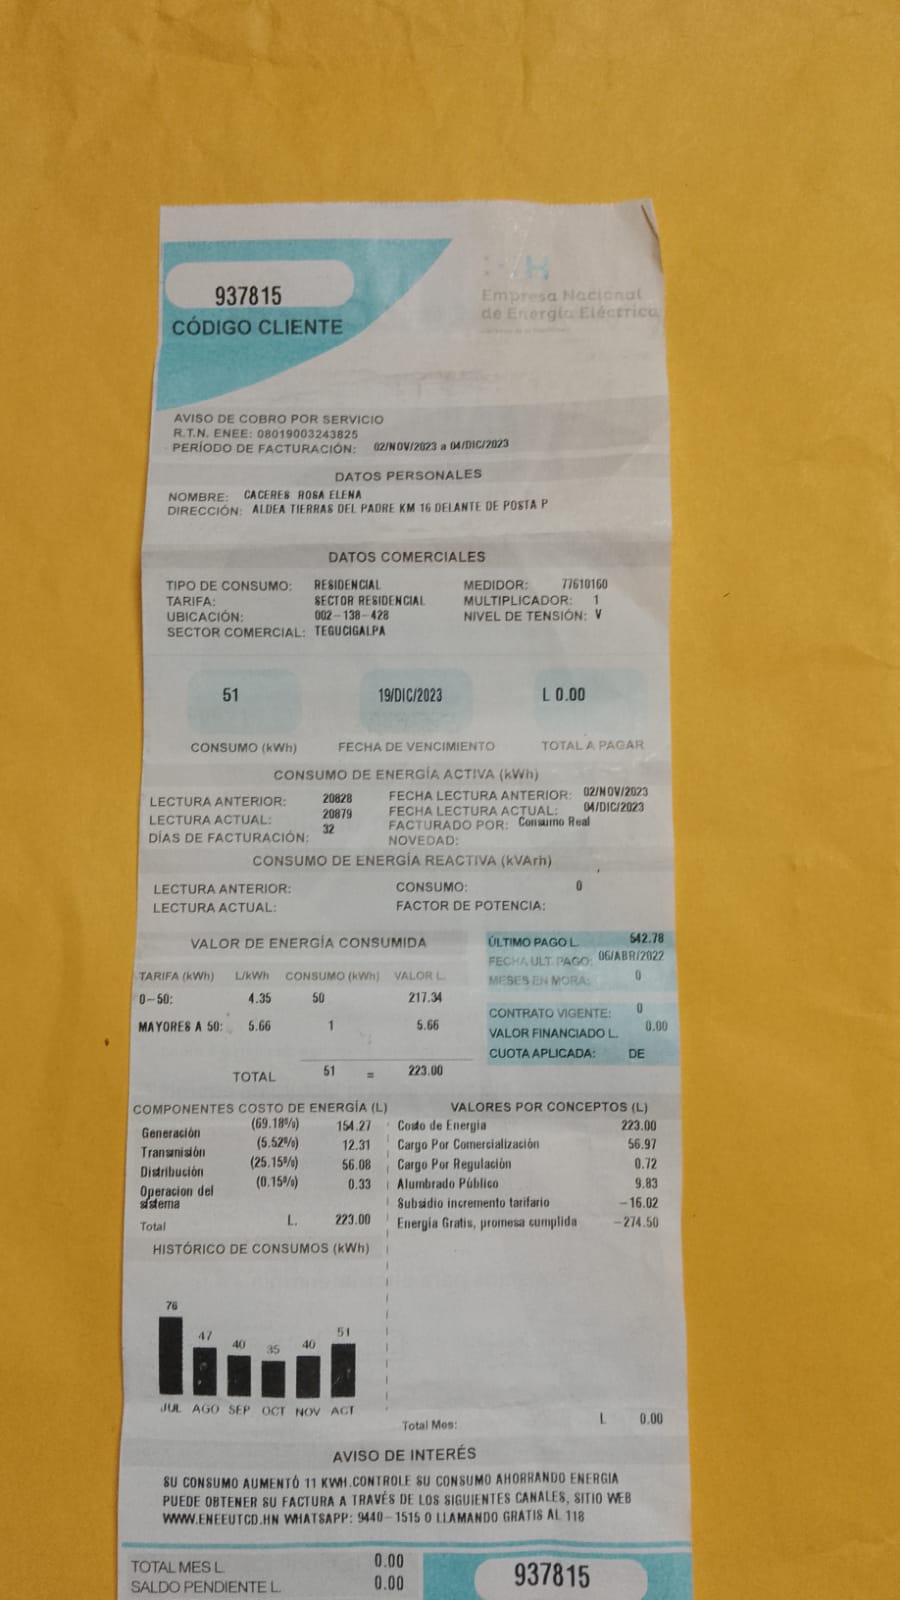 937815
CÓDIGO CLIENTE
Empresa Nacional
de Energía Eléctrica
AVISO DE COBRO POR SERVICIO
R.T.N. ENEE: 08019003243825
PERÍODO DE FACTURACIÓN: 02/NOV/2023 a 04/DIC/2023
DATOS PERSONALES
NOMBRE: CACERES ROSA ELENA
DIRECCIÓN: ALDEA TIERRAS DEL PADRE KM 16 DELANTE DE POSTA P
DATOS COMERCIALES
TIPO DE CONSUMO: RESIDENCIAL MEDIDOR: 77610160
TARIFA: SECTOR RESIDENCIAL MULTIPLICADOR: 1
UBICACIÓN: 002-138-428 NIVEL DE TENSIÓN: V
SECTOR COMERCIAL: TEGUCIGALPA
51 19/DIC/2023 L 0.00
CONSUMO (kWh) FECHA DE VENCIMIENTO TOTAL A PAGAR
CONSUMO DE ENERGÍA ACTIVA (kWh)
LECTURA ANTERIOR: 20828 FECHA LECTURA ANTERIOR: 02/NOV/2023
LECTURA ACTUAL: 20879 FECHA LECTURA ACTUAL: 04/DIC/2023
DÍAS DE FACTURACIÓN: 32 FACTURADO POR: Consumo Real
NOVEDAD:
CONSUMO DE ENERGÍA REACTIVA (kVArh)
LECTURA ANTERIOR: CONSUMO: 0
LECTURA ACTUAL: FACTOR DE POTENCIA:
VALOR DE ENERGÍA CONSUMIDA
TARIFA (kWh) L/kWh CONSUMO (kWh) VALOR L.
0-50: 4.35 50 217.34
MAYORES A 50: 5.66 1 5.66
TOTAL 51 = 223.00
ÚLTIMO PAGO L. 542.78
FECHA ULT. PAGO: 06/ABR/2022
MESES EN MORA: 0
CONTRATO VIGENTE: 0
VALOR FINANCIADO L. 0.00
CUOTA APLICADA: DE
COMPONENTES COSTO DE ENERGÍA (L)
Generación (69.18%) 154.27
Transmisión (5.52%) 12.31
Distribución (25.15%) 56.08
Operacion del sistema (0.15%) 0.33
Total L. 223.00
VALORES POR CONCEPTOS (L)
Costo de Energia 223.00
Cargo Por Comercialización 56.97
Cargo Por Regulación 0.72
Alumbrado Público 9.83
Subsidio incremento tarifario -16.02
Energia Gratis, promesa cumplida -274.50
HISTÓRICO DE CONSUMOS (kWh)
76 47 40 35 40 51
JUL AGO SEP OCT NOV ACT
Total Mes: L 0.00
AVISO DE INTERÉS
SU CONSUMO AUMENTÓ 11 KWH.CONTROLE SU CONSUMO AHORRANDO ENERGIA
PUEDE OBTENER SU FACTURA A TRAVÉS DE LOS SIGUIENTES CANALES, SITIO WEB
WWW.ENEEUTCD.HN WHATSAPP: 9440-1515 O LLAMANDO GRATIS AL 118
TOTAL MES L. 0.00
SALDO PENDIENTE L. 0.00
937815